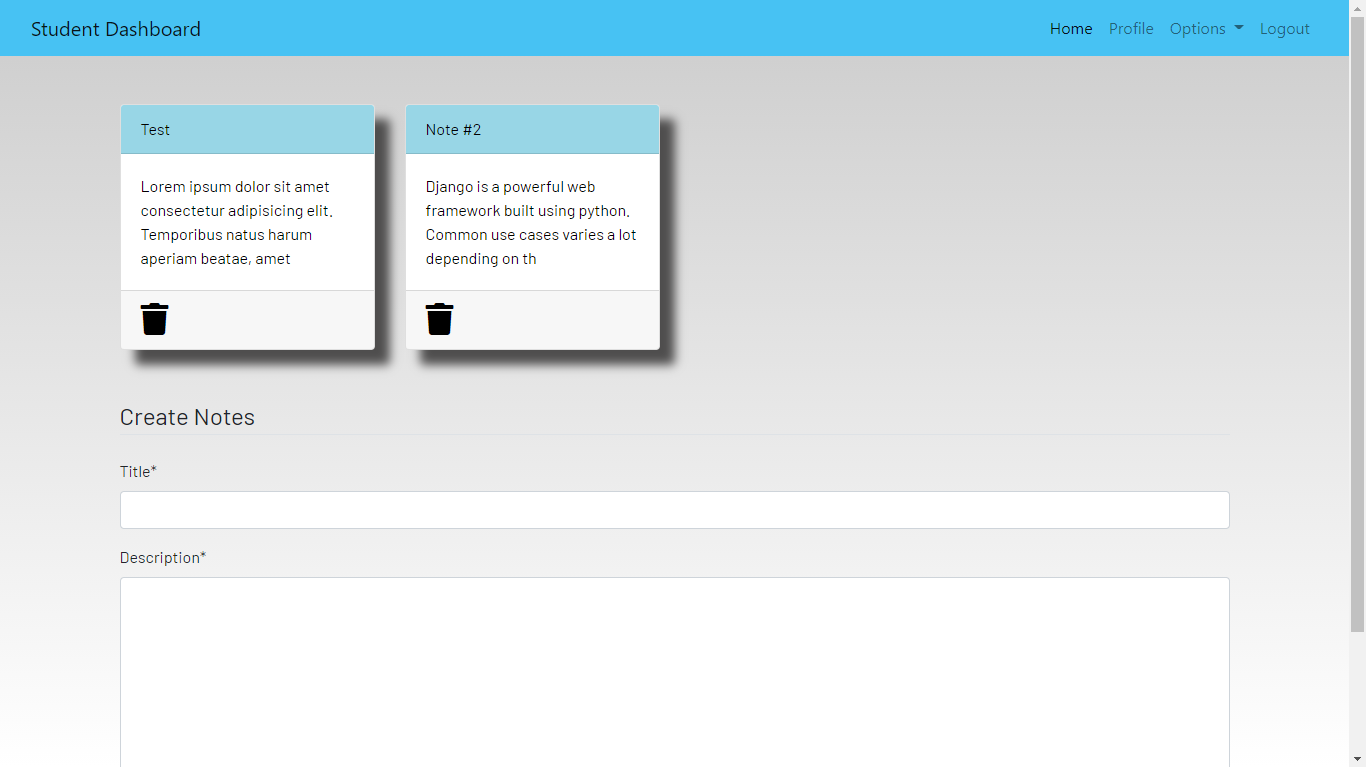 Student Dashboard
Home Profile Options Logout
Test
Lorem ipsum dolor sit amet
consectetur adipisicing elit.
Temporibus natus harum
aperiam beatae, amet
Note #2
Django is a powerful web
framework built using python.
Common use cases varies a lot
depending on th
Create Notes
Title*
Description*